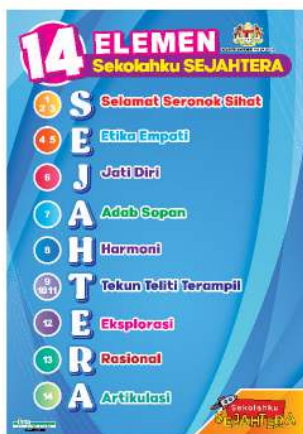 14 ELEMEN
Sekolahku SEJAHTERA
1 2 3 S Selamat Seronok Sihat
4 5 E Etika Empati
6 J Jati Diri
7 A Adab Sopan
8 H Harmoni
9 10 11 T Tekun Teliti Terampil
12 E Eksplorasi
13 R Rasional
14 A Artikulasi
Sekolahku
SEJAHTERA